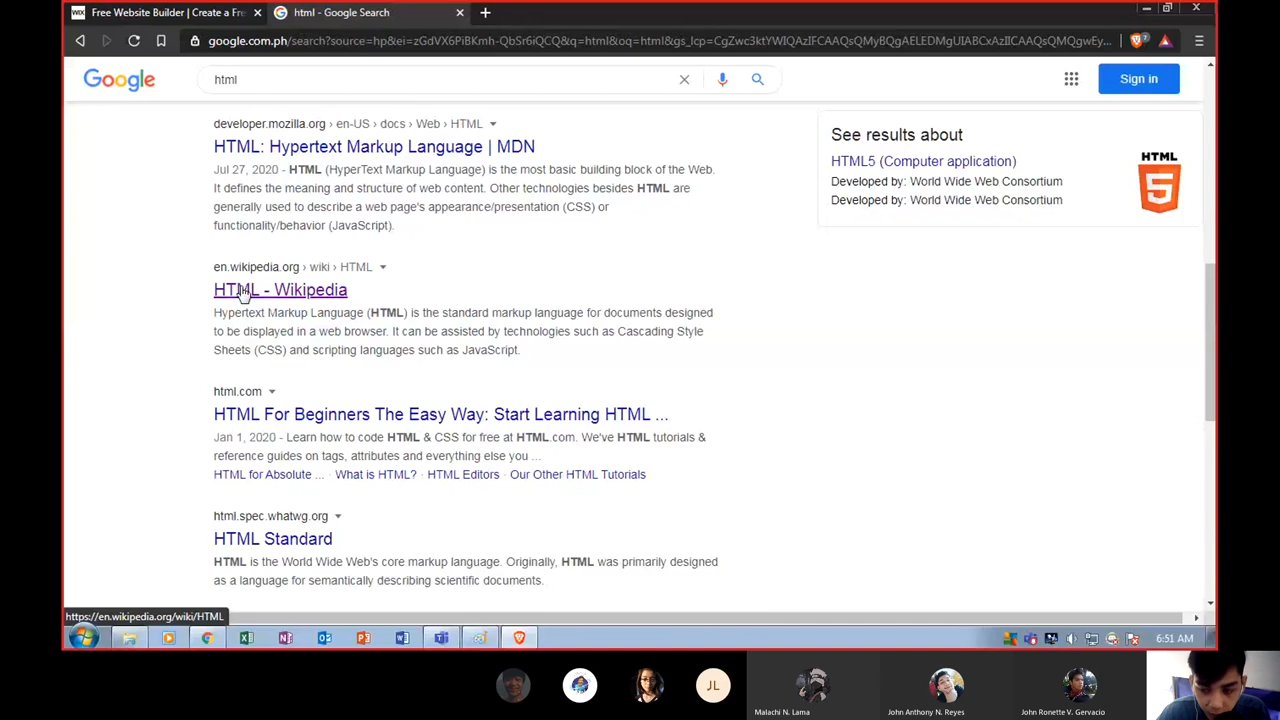 WIX Free Website Builder | Create a Fre
html - Google Search
google.com.ph/search?source=hp&ei=zGdVX6PiBKmh-QbSr6iQCQ&q=html&oq=html&gs_lcp=CgZwc3ktYWIQAzIFCAAQsQMyBQgAELEDMgUIABCxAzIICAAQsQMQgwEy...
Google
html
Sign in
developer.mozilla.org › en-US › docs › Web › HTML
HTML: Hypertext Markup Language | MDN
Jul 27, 2020 - HTML (HyperText Markup Language) is the most basic building block of the Web.
It defines the meaning and structure of web content. Other technologies besides HTML are
generally used to describe a web page's appearance/presentation (CSS) or
functionality/behavior (JavaScript).
See results about
HTML5 (Computer application)
Developed by: World Wide Web Consortium
Developed by: World Wide Web Consortium
HTML
5
en.wikipedia.org › wiki › HTML
HTML - Wikipedia
Hypertext Markup Language (HTML) is the standard markup language for documents designed
to be displayed in a web browser. It can be assisted by technologies such as Cascading Style
Sheets (CSS) and scripting languages such as JavaScript.
html.com
HTML For Beginners The Easy Way: Start Learning HTML ...
Jan 1, 2020 - Learn how to code HTML & CSS for free at HTML.com. We've HTML tutorials &
reference guides on tags, attributes and everything else you ...
HTML for Absolute ... · What is HTML? · HTML Editors · Our Other HTML Tutorials
html.spec.whatwg.org
HTML Standard
HTML is the World Wide Web's core markup language. Originally, HTML was primarily designed
as a language for semantically describing scientific documents.
https://en.wikipedia.org/wiki/HTML
6:51 AM
JL
Malachi N. Lama
John Anthony N. Reyes
John Ronette V. Gervacio